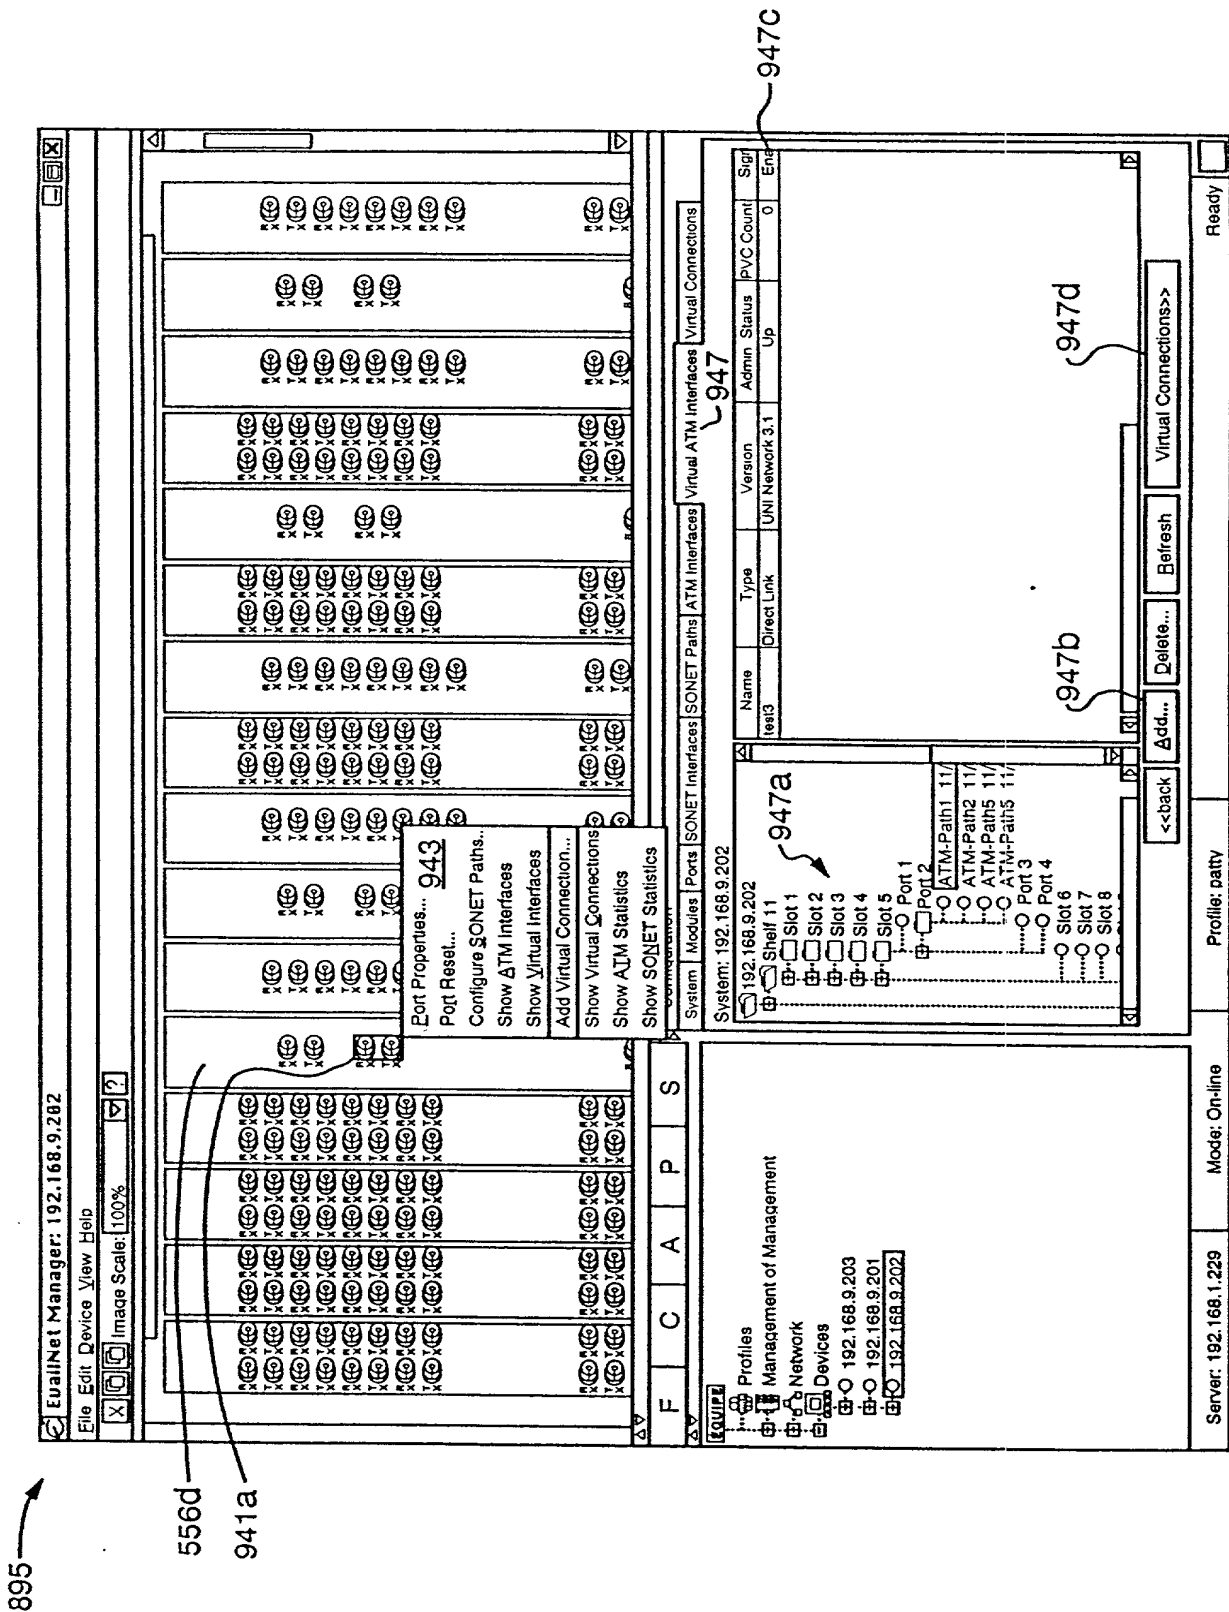 895
EualINet Manager: 192.168.9.202
File Edit Device View Help
Image Scale: 100%
?
556d
941a
Port Properties... 943
Port Reset...
Configure SONET Paths...
Show ATM Interfaces
Show Virtual Interfaces
Add Virtual Connection...
Show Virtual Connections
Show ATM Statistics
Show SONET Statistics
F C A P S
EQUIPE
Profiles
Management of Management
Network
Devices
192.168.9.203
192.168.9.201
192.168.9.202
Configuration
System Modules Ports SONET Interfaces SONET Paths ATM Interfaces Virtual ATM Interfaces Virtual Connections
947
System: 192.168.9.202
192.168.9.202
Shelf 11
Slot 1
Slot 2
Slot 3
Slot 4
Slot 5
Port 1
Port 2
ATM-Path1 11/
ATM-Path2 11/
ATM-Path5 11/
ATM-Path5 11/
Port 3
Port 4
Slot 6
Slot 7
Slot 8
947a
Name Type Version Admin Status PVC Count Sigr
test3 Direct Link UNI Network 3.1 Up 0 Ena
947c
947b
947d
<<back Add... Delete... Refresh Virtual Connections>>
Server: 192.168.1.229 Mode: On-line Profile: patty Ready